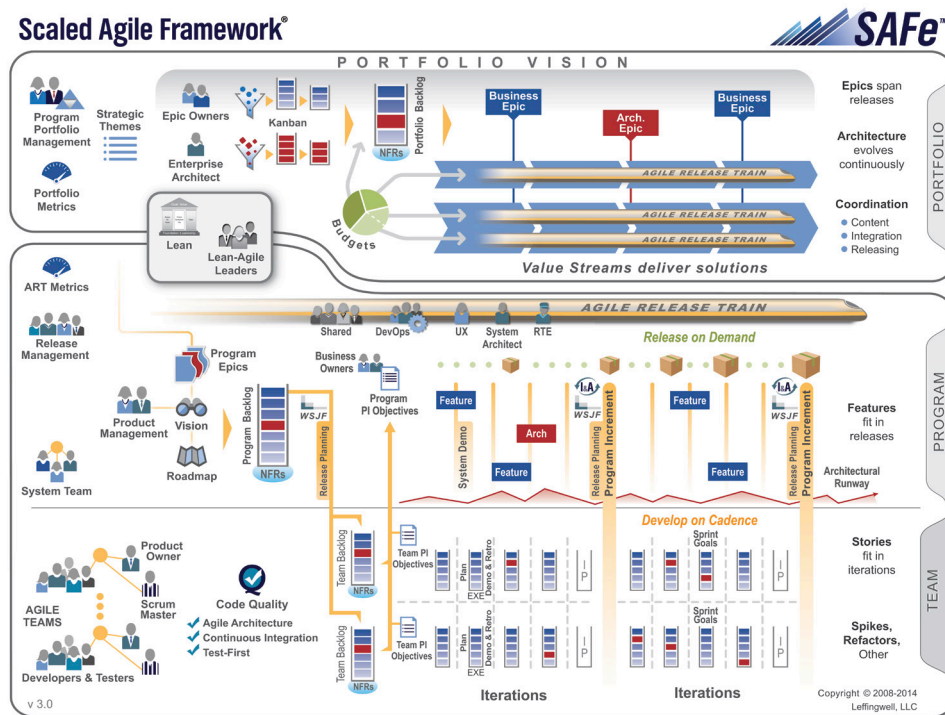 Scaled Agile Framework®
SAFe™
PORTFOLIO VISION
Program
Portfolio
Management
Strategic
Themes
Portfolio
Metrics
Epic Owners
Enterprise
Architect
Kanban
NFRs
Portfolio Backlog
Business
Epic
Arch.
Epic
Business
Epic
AGILE RELEASE TRAIN
AGILE RELEASE TRAIN
AGILE RELEASE TRAIN
Budgets
Value Streams deliver solutions
Epics span
releases
Architecture
evolves
continuously
Coordination
Content
Integration
Releasing
PORTFOLIO
Lean
Lean-Agile
Leaders
ART Metrics
Release
Management
AGILE RELEASE TRAIN
Shared
DevOps
UX
System
Architect
RTE
Release on Demand
Program
Epics
Business
Owners
Program
PI Objectives
Product
Management
Vision
Roadmap
System Team
Program Backlog
NFRs
WSJF
Release Planning
Feature
System Demo
Arch
Feature
I&A
WSJF
Release Planning
Program Increment
Feature
Feature
I&A
WSJF
Release Planning
Program Increment
Features
fit in
releases
Architectural
Runway
PROGRAM
Develop on Cadence
Product
Owner
Scrum
Master
AGILE
TEAMS
Developers & Testers
Code Quality
Agile Architecture
Continuous Integration
Test-First
Team Backlog
NFRs
Team PI
Objectives
Plan
EXE
Demo & Retro
I P
Sprint
Goals
I P
Team Backlog
NFRs
Team PI
Objectives
Plan
EXE
Demo & Retro
I P
Sprint
Goals
I P
Iterations
Iterations
Stories
fit in
iterations
Spikes,
Refactors,
Other
TEAM
v 3.0
Copyright © 2008-2014
Leffingwell, LLC